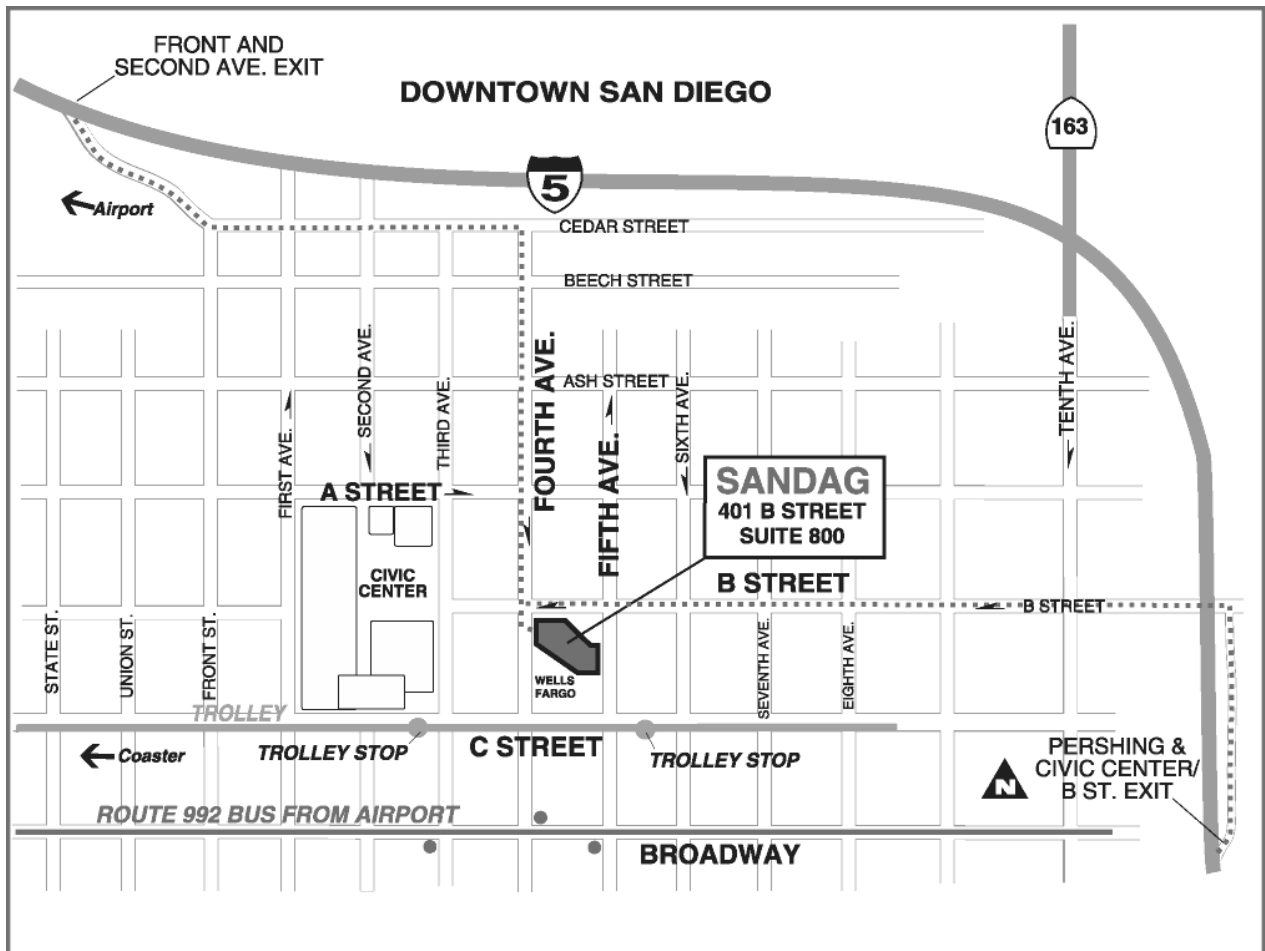 FRONT AND
SECOND AVE. EXIT
DOWNTOWN SAN DIEGO
163
5
Airport
CEDAR STREET
BEECH STREET
ASH STREET
FIRST AVE.
SECOND AVE.
THIRD AVE.
FOURTH AVE.
FIFTH AVE.
SIXTH AVE.
TENTH AVE.
A STREET
SANDAG
401 B STREET
SUITE 800
CIVIC
CENTER
B STREET
B STREET
STATE ST.
UNION ST.
FRONT ST.
WELLS
FARGO
SEVENTH AVE.
EIGHTH AVE.
TROLLEY
Coaster
TROLLEY STOP
C STREET
TROLLEY STOP
PERSHING &
CIVIC CENTER/
B ST. EXIT
N
ROUTE 992 BUS FROM AIRPORT
BROADWAY